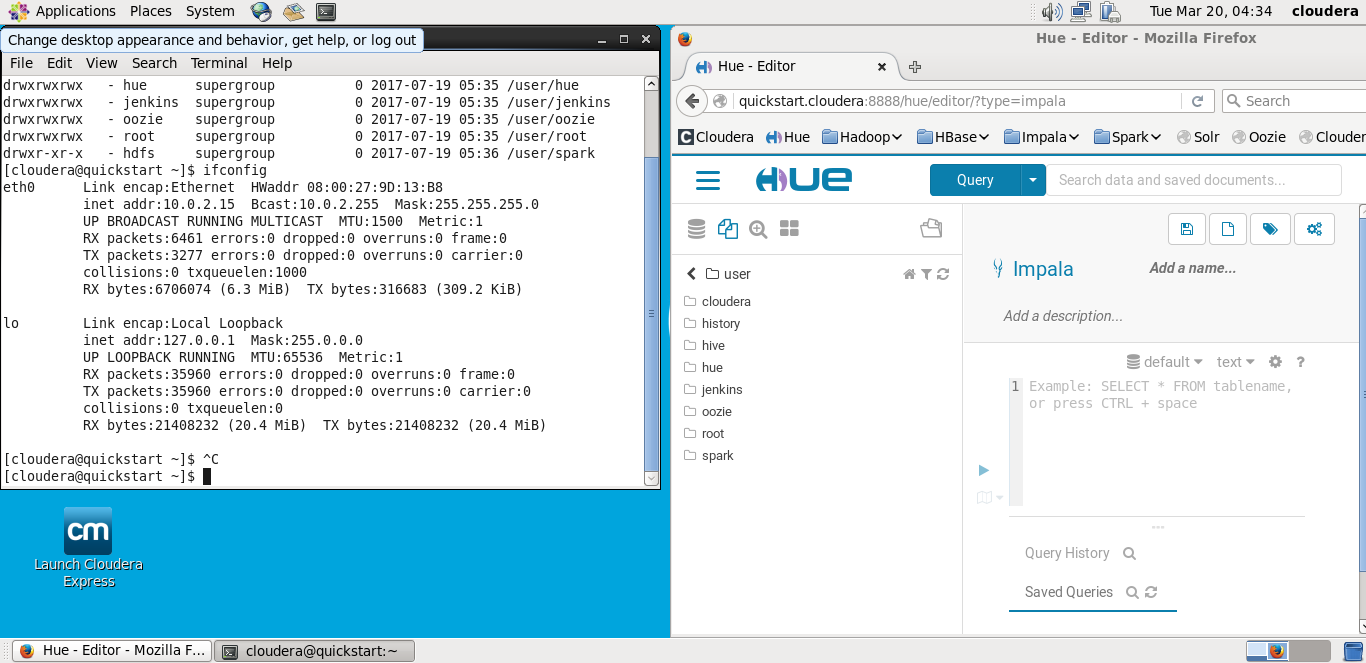 Applications Places System Tue Mar 20, 04:34 cloudera
Change desktop appearance and behavior, get help, or log out
File Edit View Search Terminal Help
drwxrwxrwx   - hue      supergroup          0 2017-07-19 05:35 /user/hue
drwxrwxrwx   - jenkins  supergroup          0 2017-07-19 05:35 /user/jenkins
drwxrwxrwx   - oozie    supergroup          0 2017-07-19 05:35 /user/oozie
drwxrwxrwx   - root     supergroup          0 2017-07-19 05:35 /user/root
drwxr-xr-x   - hdfs     supergroup          0 2017-07-19 05:36 /user/spark
[cloudera@quickstart ~]$ ifconfig
eth0      Link encap:Ethernet  HWaddr 08:00:27:9D:13:B8
          inet addr:10.0.2.15  Bcast:10.0.2.255  Mask:255.255.255.0
          UP BROADCAST RUNNING MULTICAST  MTU:1500  Metric:1
          RX packets:6461 errors:0 dropped:0 overruns:0 frame:0
          TX packets:3277 errors:0 dropped:0 overruns:0 carrier:0
          collisions:0 txqueuelen:1000
          RX bytes:6706074 (6.3 MiB)  TX bytes:316683 (309.2 KiB)
lo        Link encap:Local Loopback
          inet addr:127.0.0.1  Mask:255.0.0.0
          UP LOOPBACK RUNNING  MTU:65536  Metric:1
          RX packets:35960 errors:0 dropped:0 overruns:0 frame:0
          TX packets:35960 errors:0 dropped:0 overruns:0 carrier:0
          collisions:0 txqueuelen:0
          RX bytes:21408232 (20.4 MiB)  TX bytes:21408232 (20.4 MiB)
[cloudera@quickstart ~]$ ^C
[cloudera@quickstart ~]$
cm
Launch Cloudera
Express
Hue - Editor - Mozilla Firefox
Hue - Editor
quickstart.cloudera:8888/hue/editor/?type=impala Search
C Cloudera Hue Hadoop HBase Impala Spark Solr Oozie Clouder
HUE Query Search data and saved documents...
user
cloudera
history
hive
hue
jenkins
oozie
root
spark
Impala Add a name...
Add a description...
default text ?
1 Example: SELECT * FROM tablename,
or press CTRL + space
Query History
Saved Queries
Hue - Editor - Mozilla F... cloudera@quickstart:~